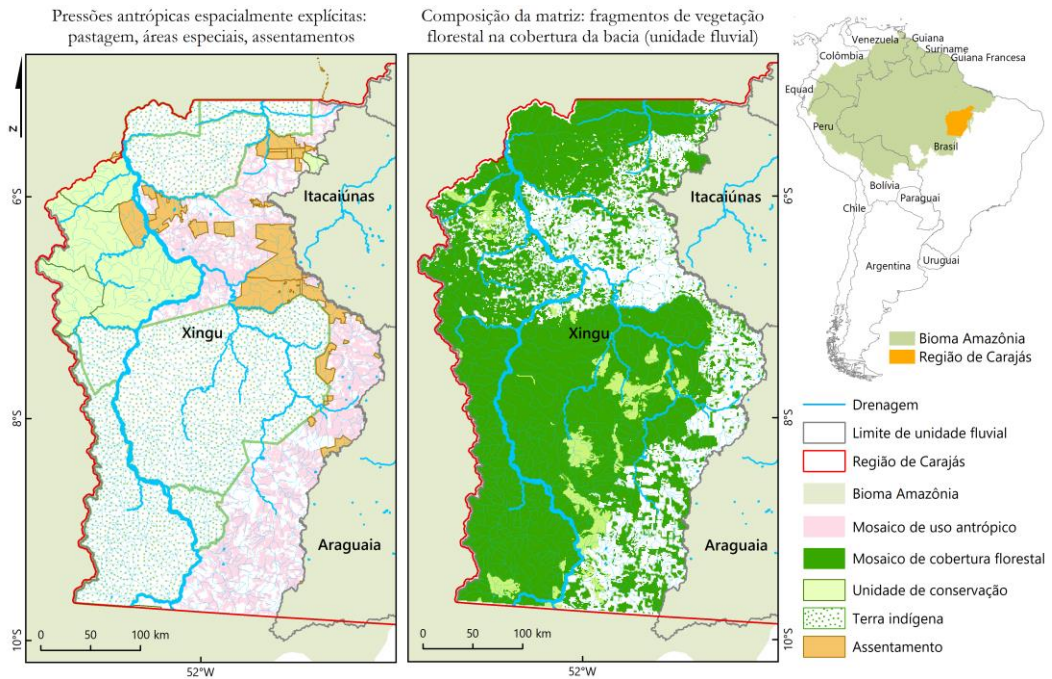 Pressões antrópicas espacialmente explícitas:
pastagem, áreas especiais, assentamentos
Z
6°S
8°S
10°S
Itacaiúnas
Xingu
Araguaia
0 50 100 km
52°W
Composição da matriz: fragmentos de vegetação
florestal na cobertura da bacia (unidade fluvial)
6°S
8°S
10°S
Itacaiúnas
Xingu
Araguaia
0 50 100 km
52°W
Venezuela
Guiana
Suriname
Guiana Francesa
Colômbia
Equad
Peru
Brasil
Bolívia
Paraguai
Chile
Uruguai
Argentina
Bioma Amazônia
Região de Carajás
Drenagem
Limite de unidade fluvial
Região de Carajás
Bioma Amazônia
Mosaico de uso antrópico
Mosaico de cobertura florestal
Unidade de conservação
Terra indígena
Assentamento